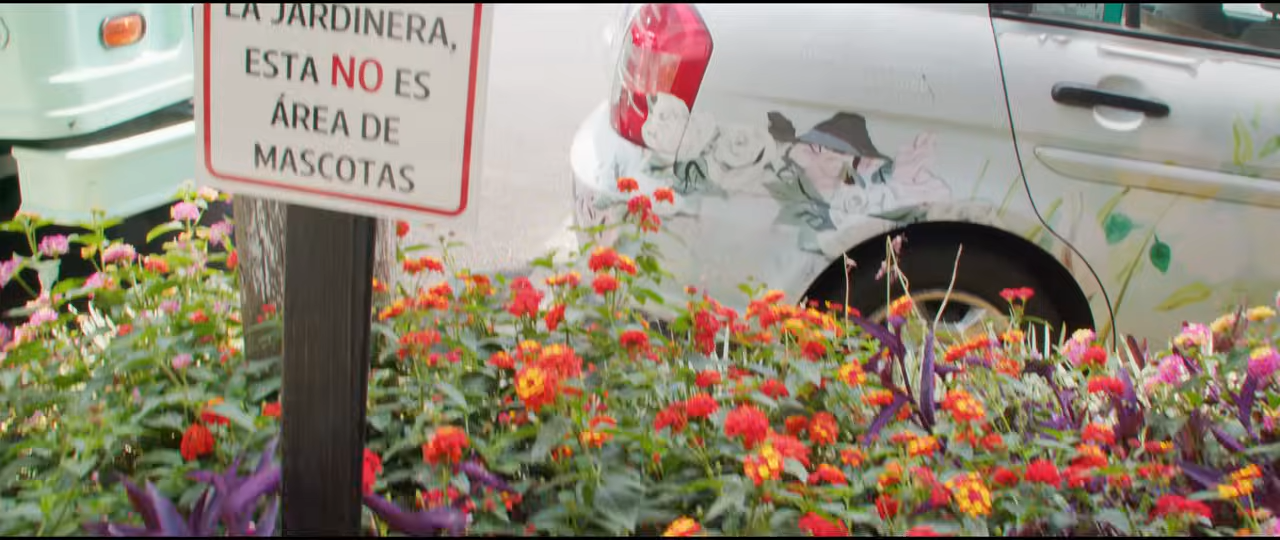 LA JARDINERA,
ESTA NO ES
ÁREA DE
MASCOTAS